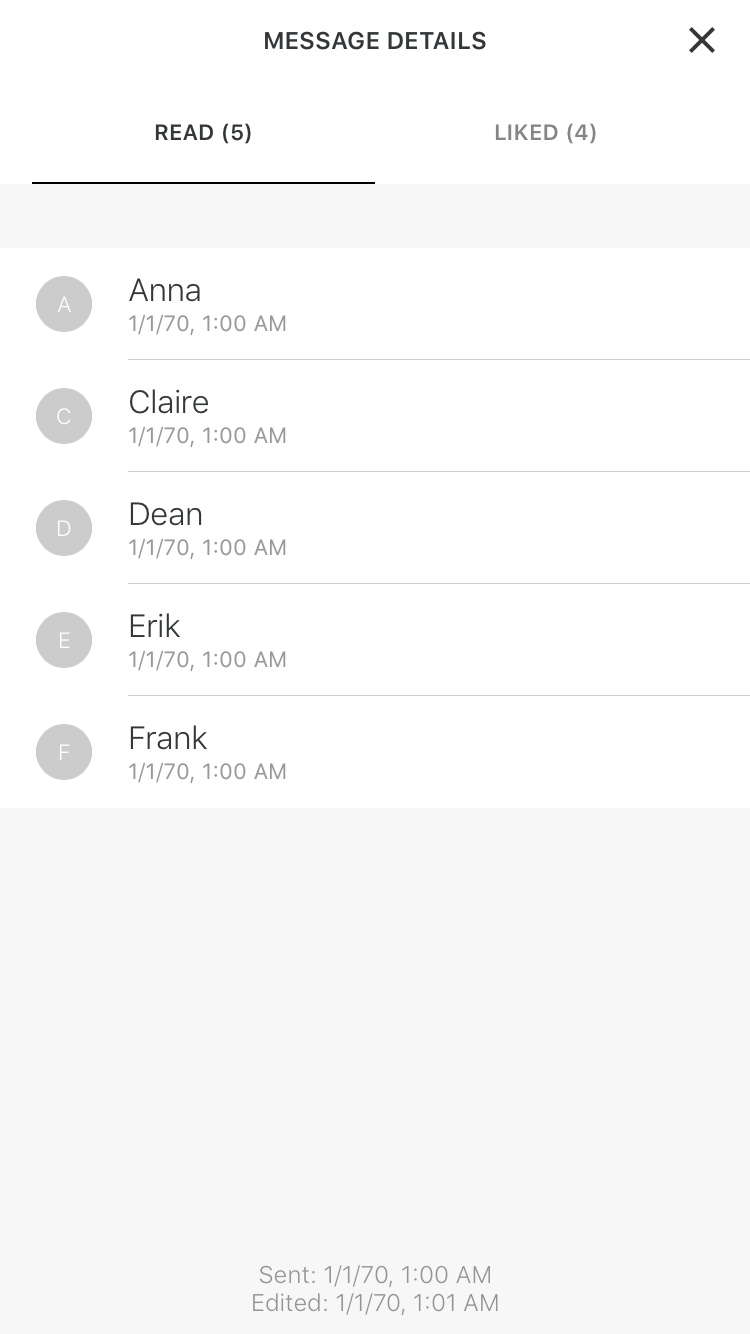 MESSAGE DETAILS
READ (5)
LIKED (4)
A
Anna
1/1/70, 1:00 AM
C
Claire
1/1/70, 1:00 AM
D
Dean
1/1/70, 1:00 AM
E
Erik
1/1/70, 1:00 AM
F
Frank
1/1/70, 1:00 AM
Sent: 1/1/70, 1:00 AM
Edited: 1/1/70, 1:01 AM